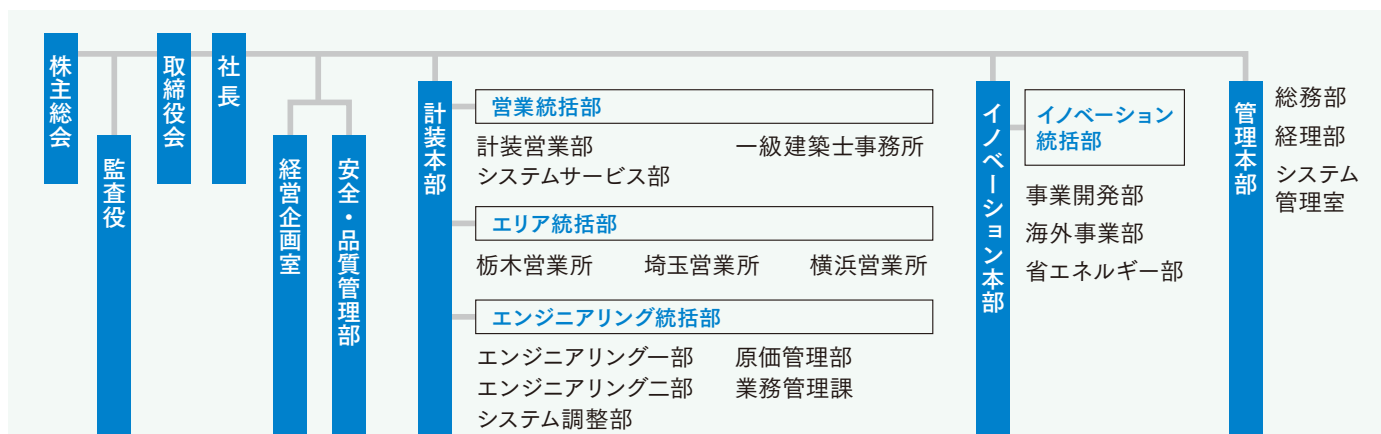 株主総会
監査役
取締役会
社長
経営企画室
安全・品質管理部
計装本部
営業統括部
計装営業部 一級建築士事務所
システムサービス部
エリア統括部
栃木営業所 埼玉営業所 横浜営業所
エンジニアリング統括部
エンジニアリング一部 原価管理部
エンジニアリング二部 業務管理課
システム調整部
イノベーション本部
イノベーション
統括部
事業開発部
海外事業部
省エネルギー部
管理本部
総務部
経理部
システム
管理室